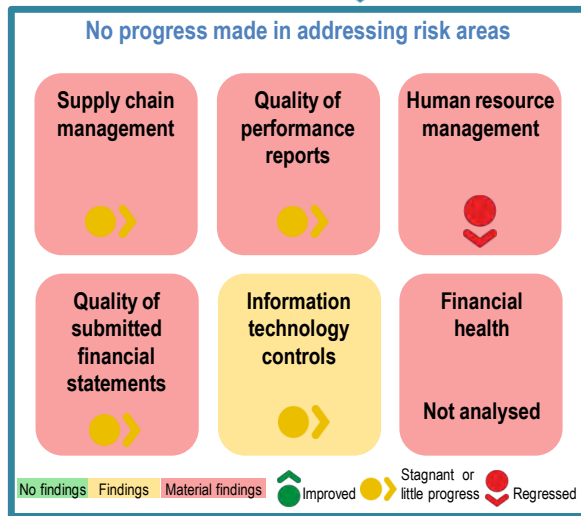 No progress made in addressing risk areas
Supply chain
management
Quality of
performance
reports
Human resource
management
Quality of
submitted
financial
statements
Information
technology
controls
Financial
health
Not analysed
No findings
Findings
Material findings
Improved
Stagnant or
little progress
Regressed